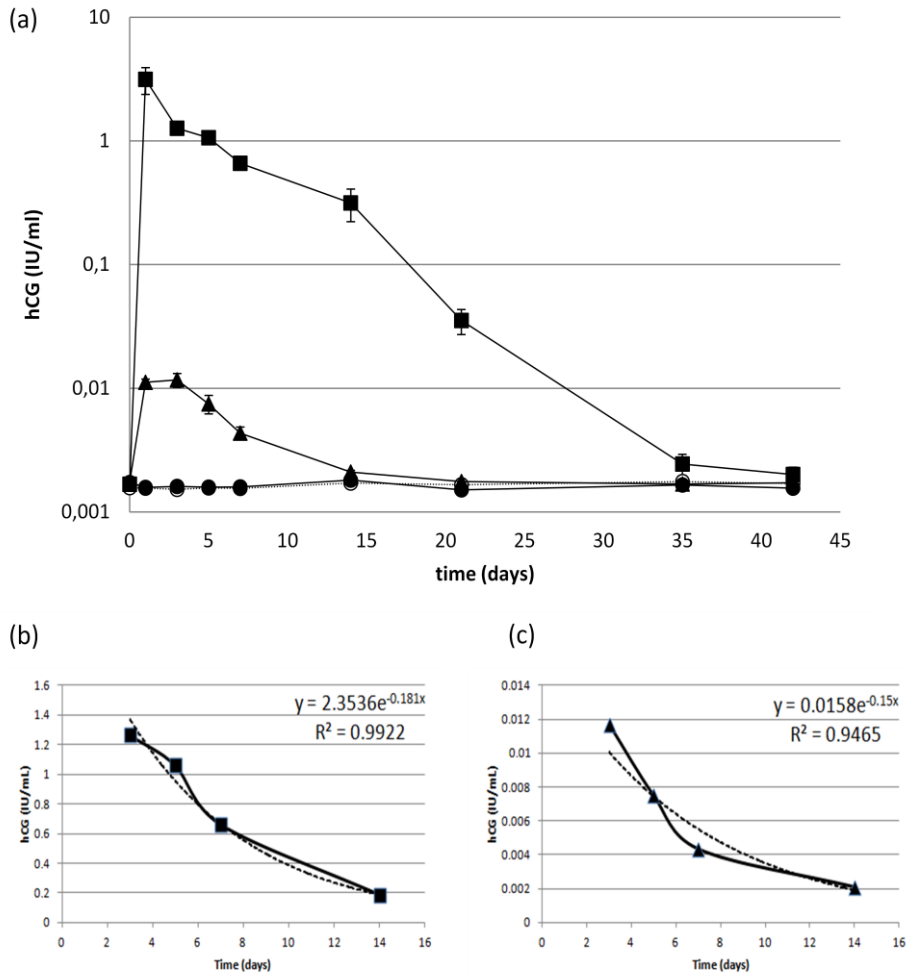 (a)
10
1
0,1
0,01
0,001
hCG (IU/ml)
0 5 10 15 20 25 30 35 40 45
time (days)
(b)
y = 2.3536e^-0.181x
R² = 0.9922
1.6
1.4
1.2
1
0.8
0.6
0.4
0.2
0
hCG (IU/mL)
0 2 4 6 8 10 12 14 16
Time (days)
(c)
y = 0.0158e^-0.15x
R² = 0.9465
0.014
0.012
0.01
0.008
0.006
0.004
0.002
0
hCG (IU/mL)
0 2 4 6 8 10 12 14 16
Time (days)